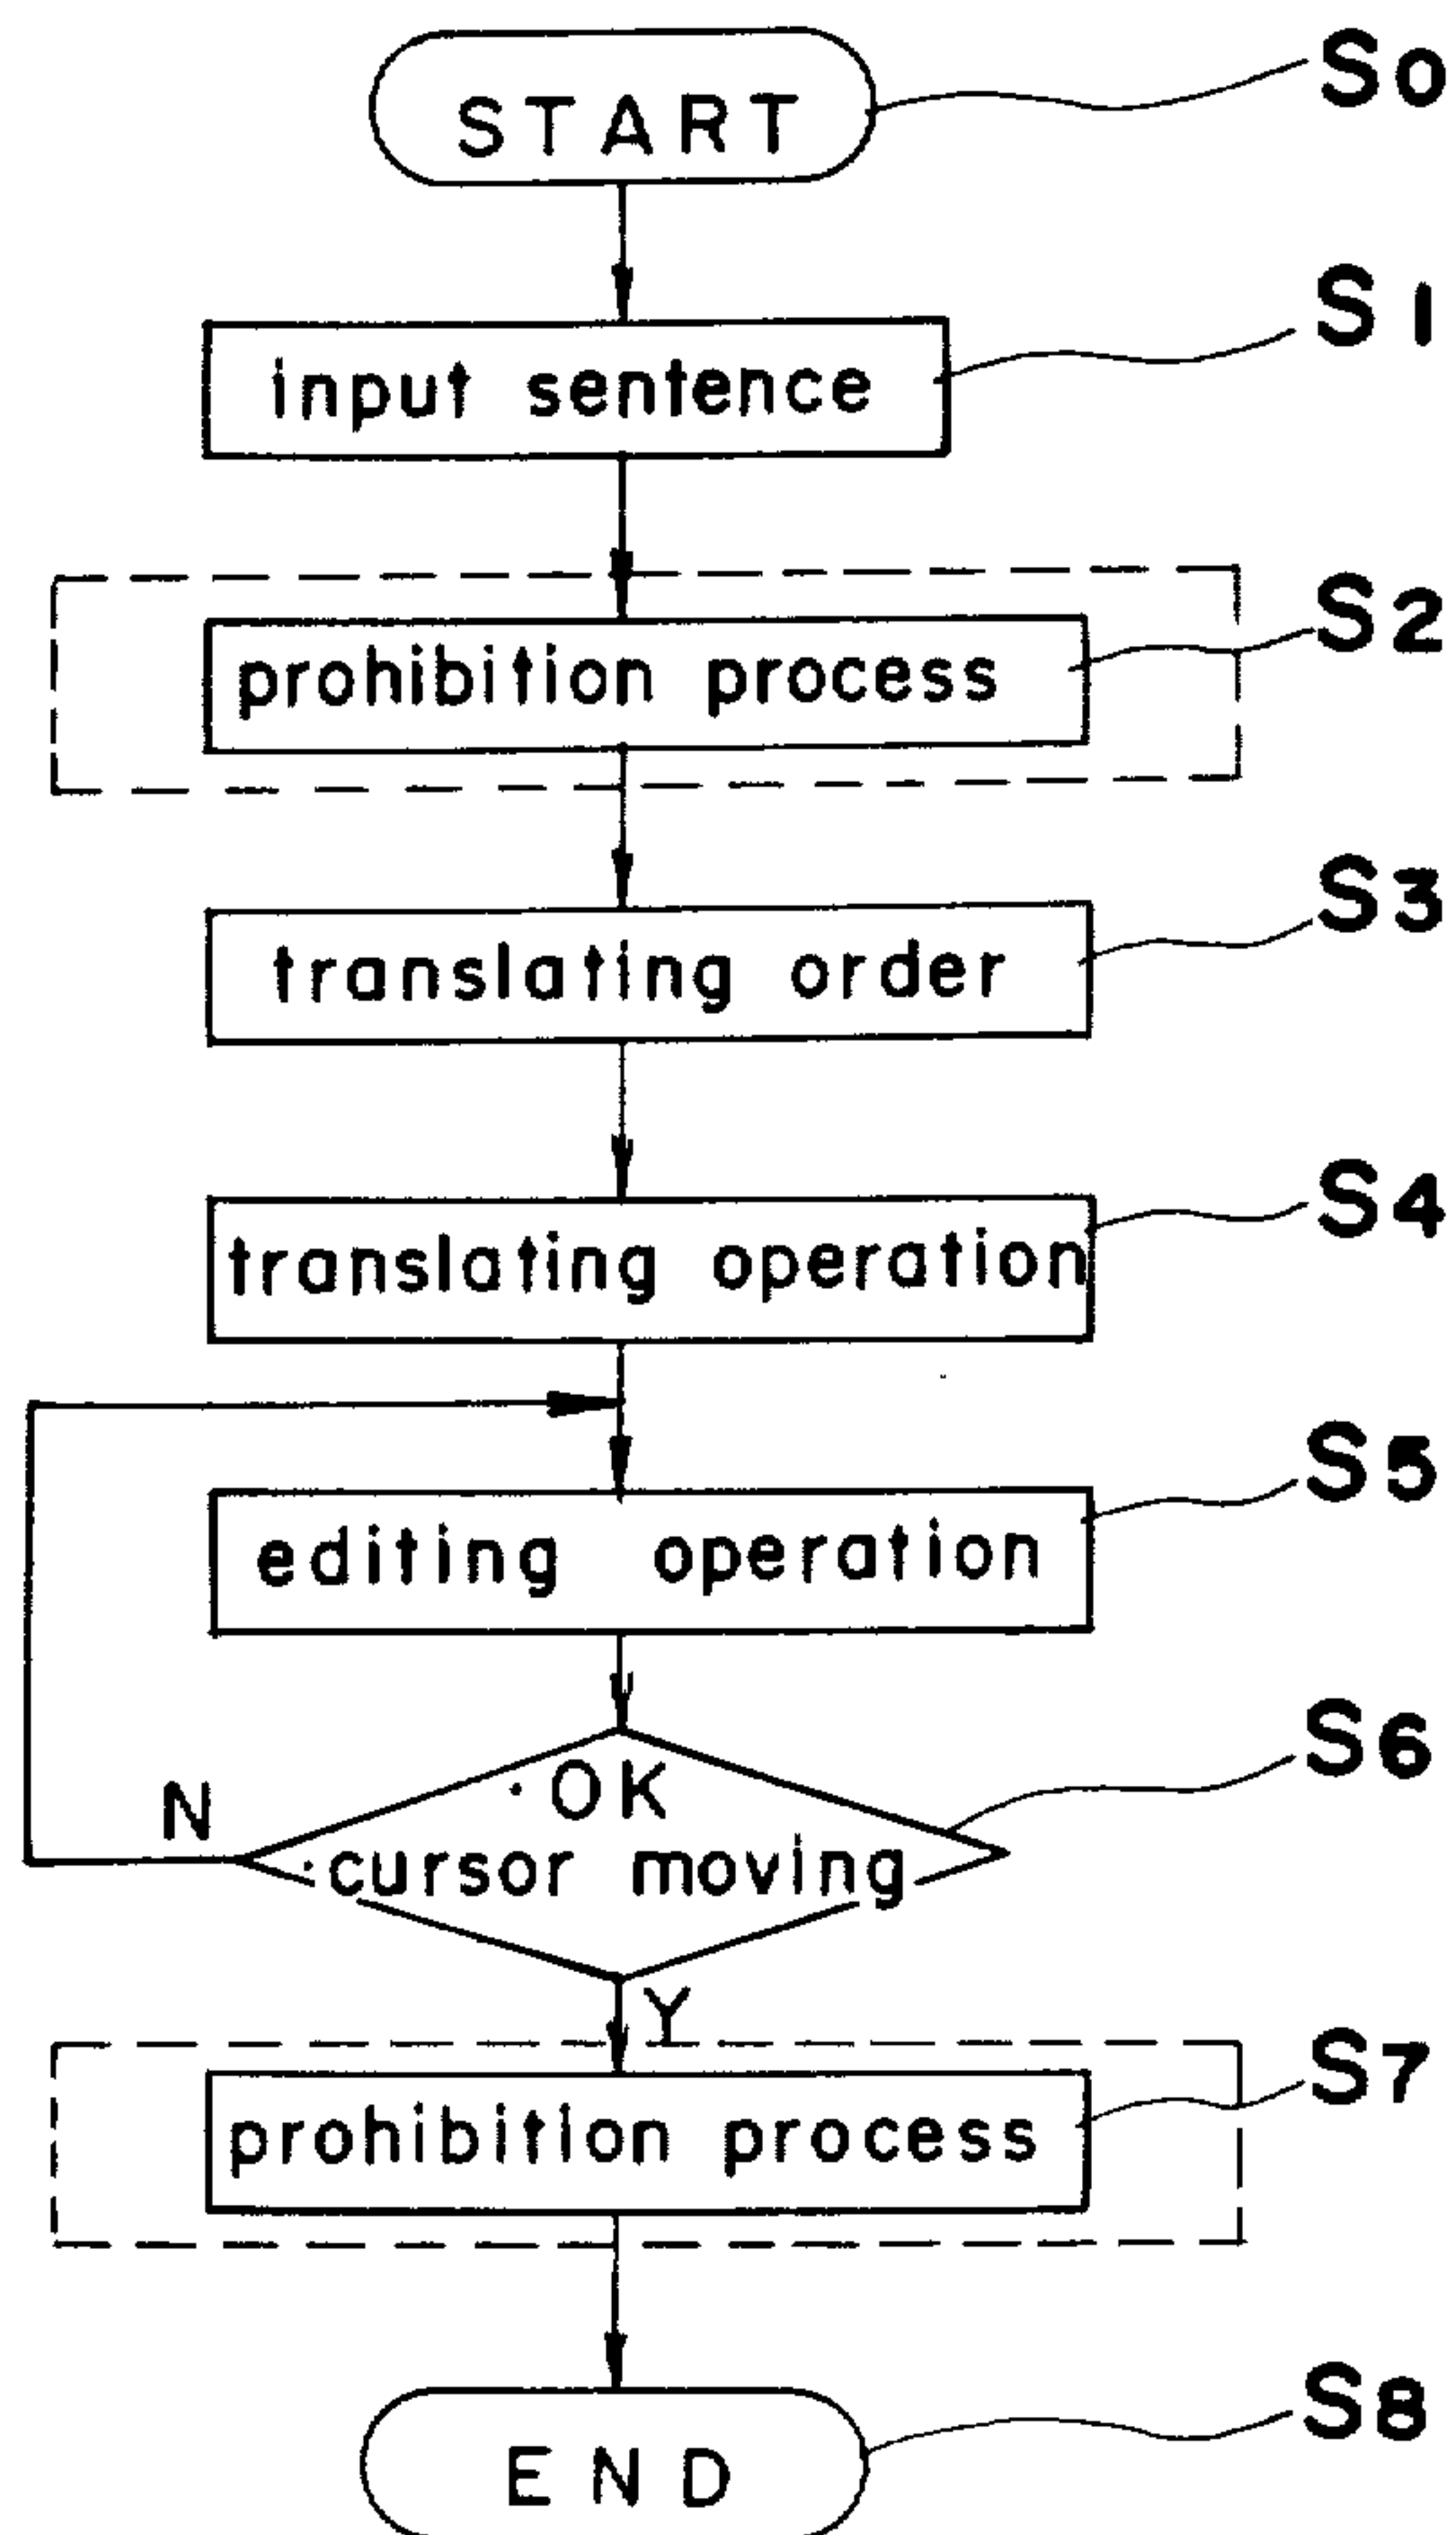 START S0
input sentence S1
prohibition process S2
translating order S3
translating operation S4
editing operation S5
S6
·OK
N
·cursor moving
Y
prohibition process S7
END S8